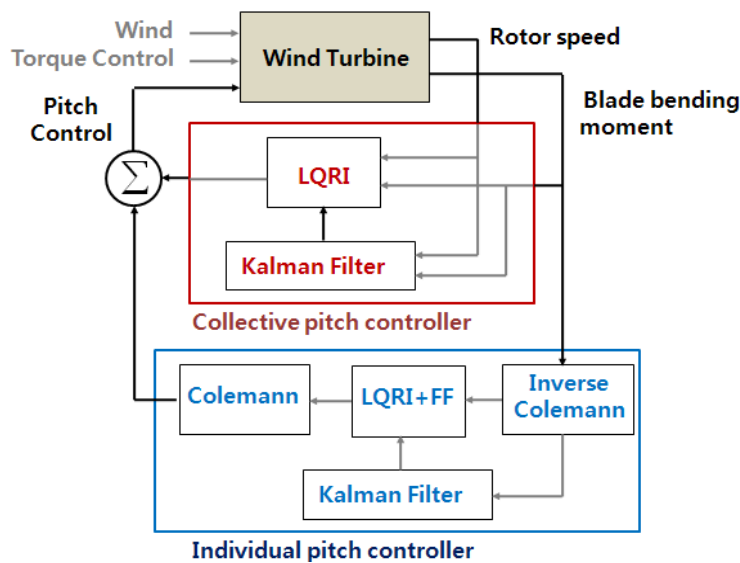 Wind
Torque Control
Wind Turbine
Rotor speed
Pitch
Control
Blade bending
moment
Σ
LQRI
Kalman Filter
Collective pitch controller
Colemann
LQRI+FF
Inverse
Colemann
Kalman Filter
Individual pitch controller